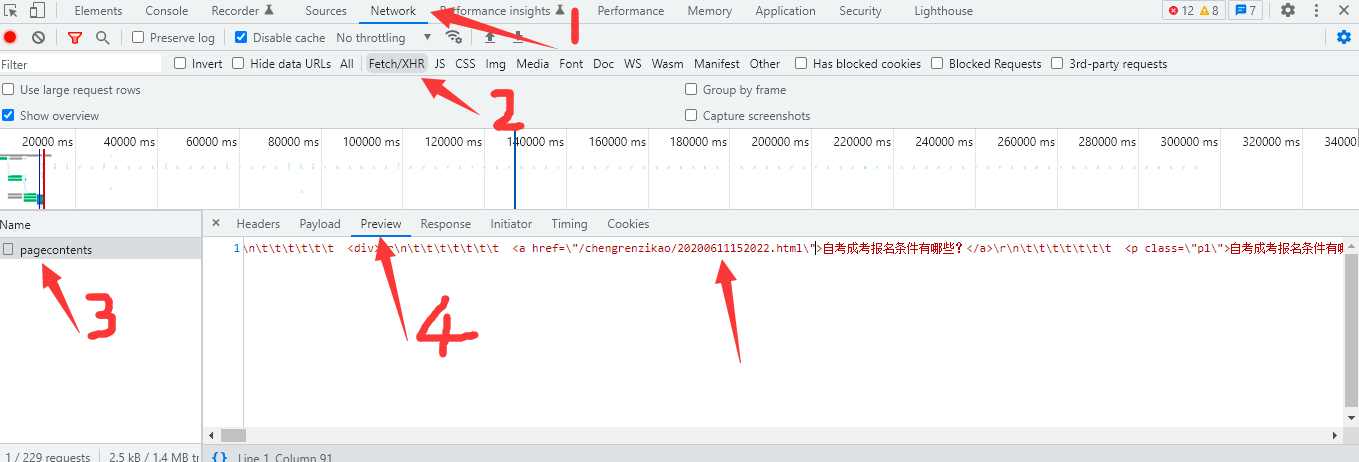 Elements Console Recorder Sources Network Performance insights Performance Memory Application Security Lighthouse 12 8 7
1
Preserve log Disable cache No throttling
Filter Invert Hide data URLs All Fetch/XHR JS CSS Img Media Font Doc WS Wasm Manifest Other Has blocked cookies Blocked Requests 3rd-party requests
2
Use large request rows Group by frame
Show overview Capture screenshots
20000 ms 40000 ms 60000 ms 80000 ms 100000 ms 120000 ms 140000 ms 160000 ms 180000 ms 200000 ms 220000 ms 240000 ms 260000 ms 280000 ms 300000 ms 320000 ms 34000
Name × Headers Payload Preview Response Initiator Timing Cookies
pagecontents
1 \n\t\t\t\t\t\t <div>\r\n\t\t\t\t\t\t\t <a href=\"/chengrenzikao/20200611152022.html\">自考成考报名条件有哪些？</a>\r\n\t\t\t\t\t\t\t <p class=\"p1\">自考成考报名条件有哪
3
4
1 / 229 requests 2.5 kB / 1.4 MB tr {} Line 1, Column 91